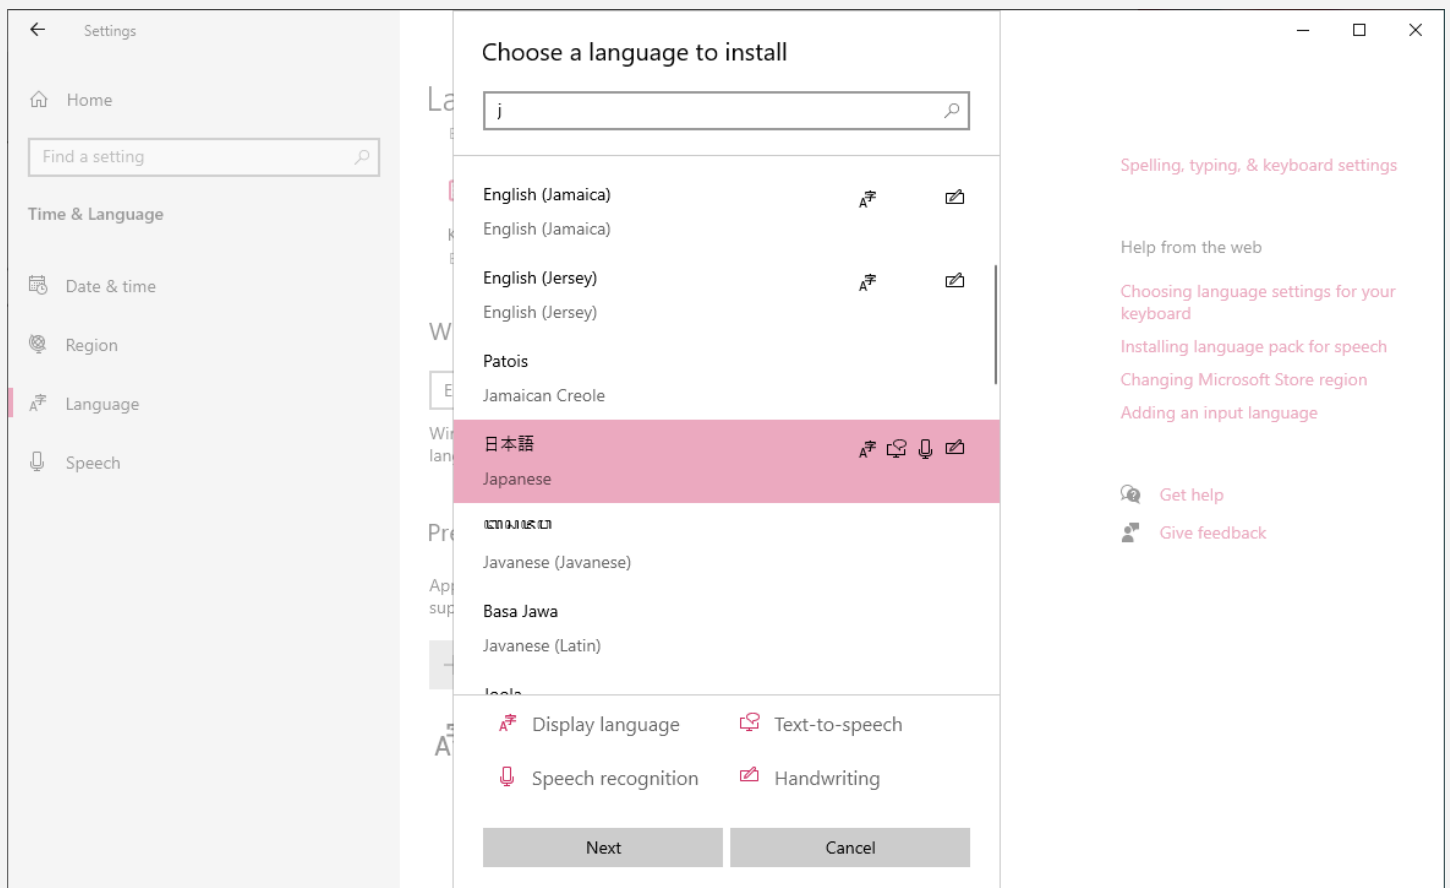 Settings
Home
Find a setting
Time & Language
Date & time
Region
Language
Speech
Choose a language to install
j
English (Jamaica)
English (Jamaica)
English (Jersey)
English (Jersey)
Patois
Jamaican Creole
日本語
Japanese
Javanese (Javanese)
Basa Jawa
Javanese (Latin)
Joola
Display language
Text-to-speech
Speech recognition
Handwriting
Next
Cancel
Spelling, typing, & keyboard settings
Help from the web
Choosing language settings for your
keyboard
Installing language pack for speech
Changing Microsoft Store region
Adding an input language
Get help
Give feedback